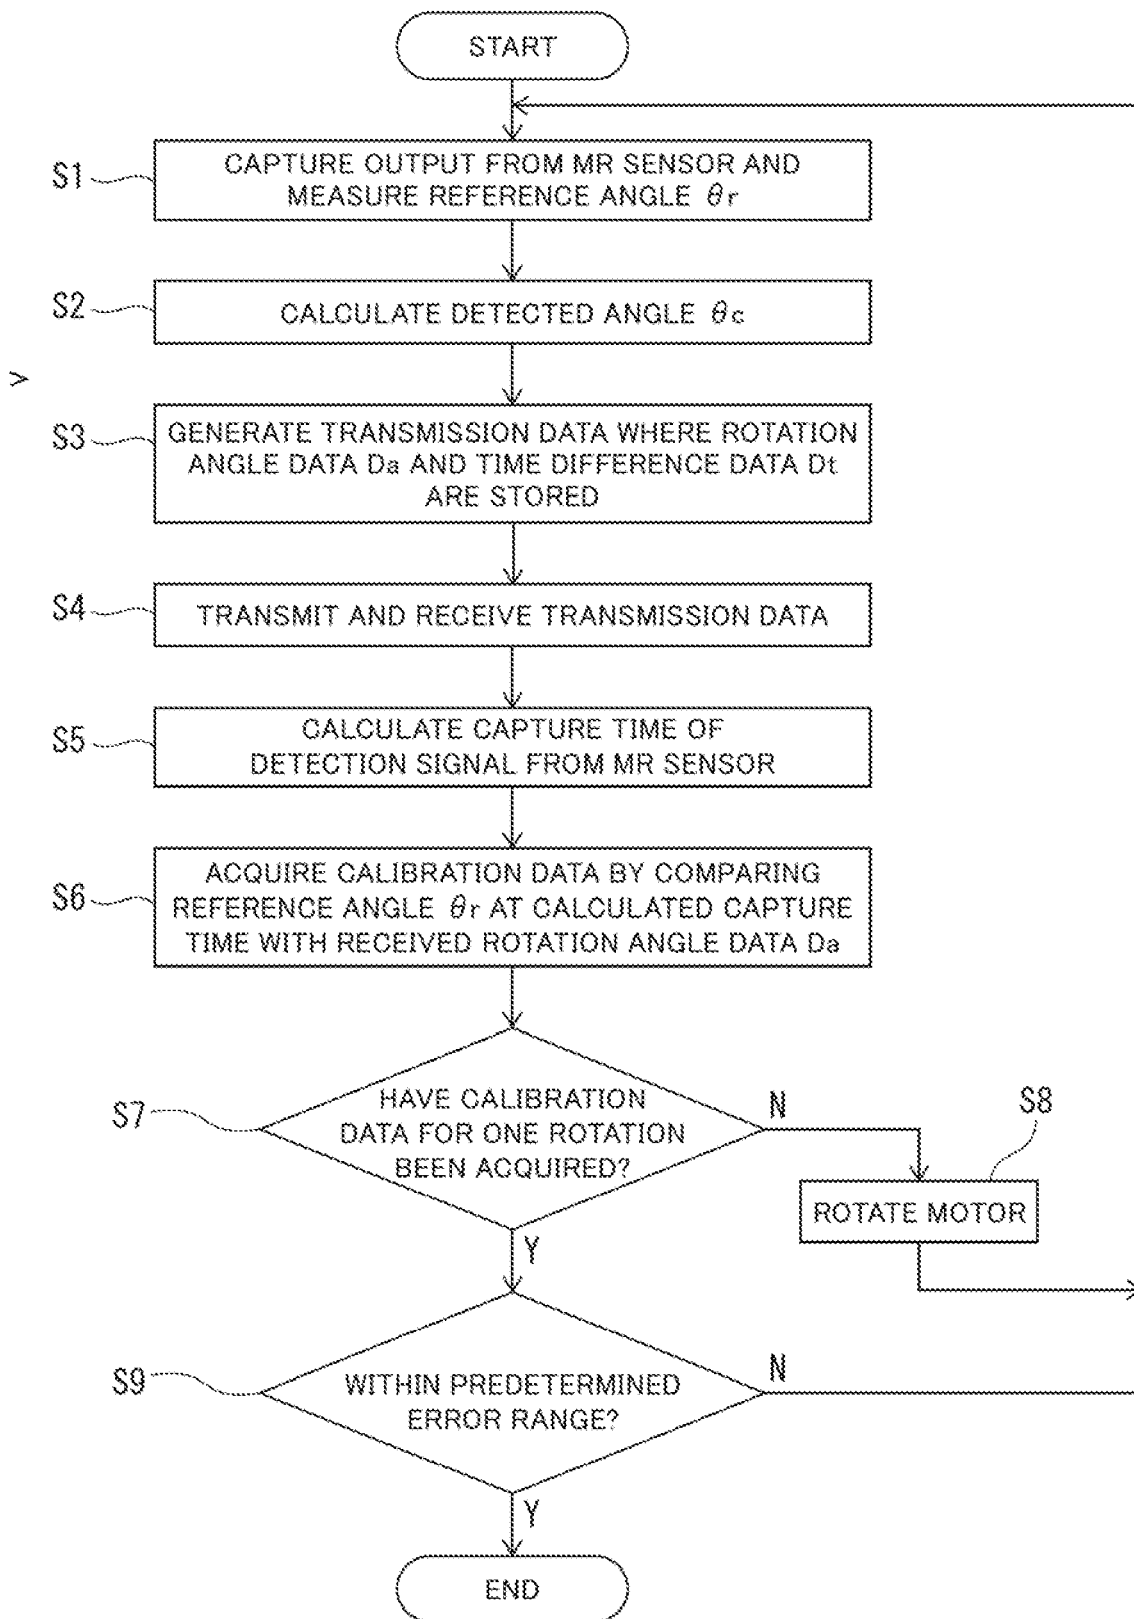 START
S1
CAPTURE OUTPUT FROM MR SENSOR AND
MEASURE REFERENCE ANGLE θr
S2
CALCULATE DETECTED ANGLE θc
S3
GENERATE TRANSMISSION DATA WHERE ROTATION
ANGLE DATA Da AND TIME DIFFERENCE DATA Dt
ARE STORED
S4
TRANSMIT AND RECEIVE TRANSMISSION DATA
S5
CALCULATE CAPTURE TIME OF
DETECTION SIGNAL FROM MR SENSOR
S6
ACQUIRE CALIBRATION DATA BY COMPARING
REFERENCE ANGLE θr AT CALCULATED CAPTURE
TIME WITH RECEIVED ROTATION ANGLE DATA Da
S7
HAVE CALIBRATION
DATA FOR ONE ROTATION
BEEN ACQUIRED?
N
S8
ROTATE MOTOR
Y
S9
WITHIN PREDETERMINED
ERROR RANGE?
N
Y
END